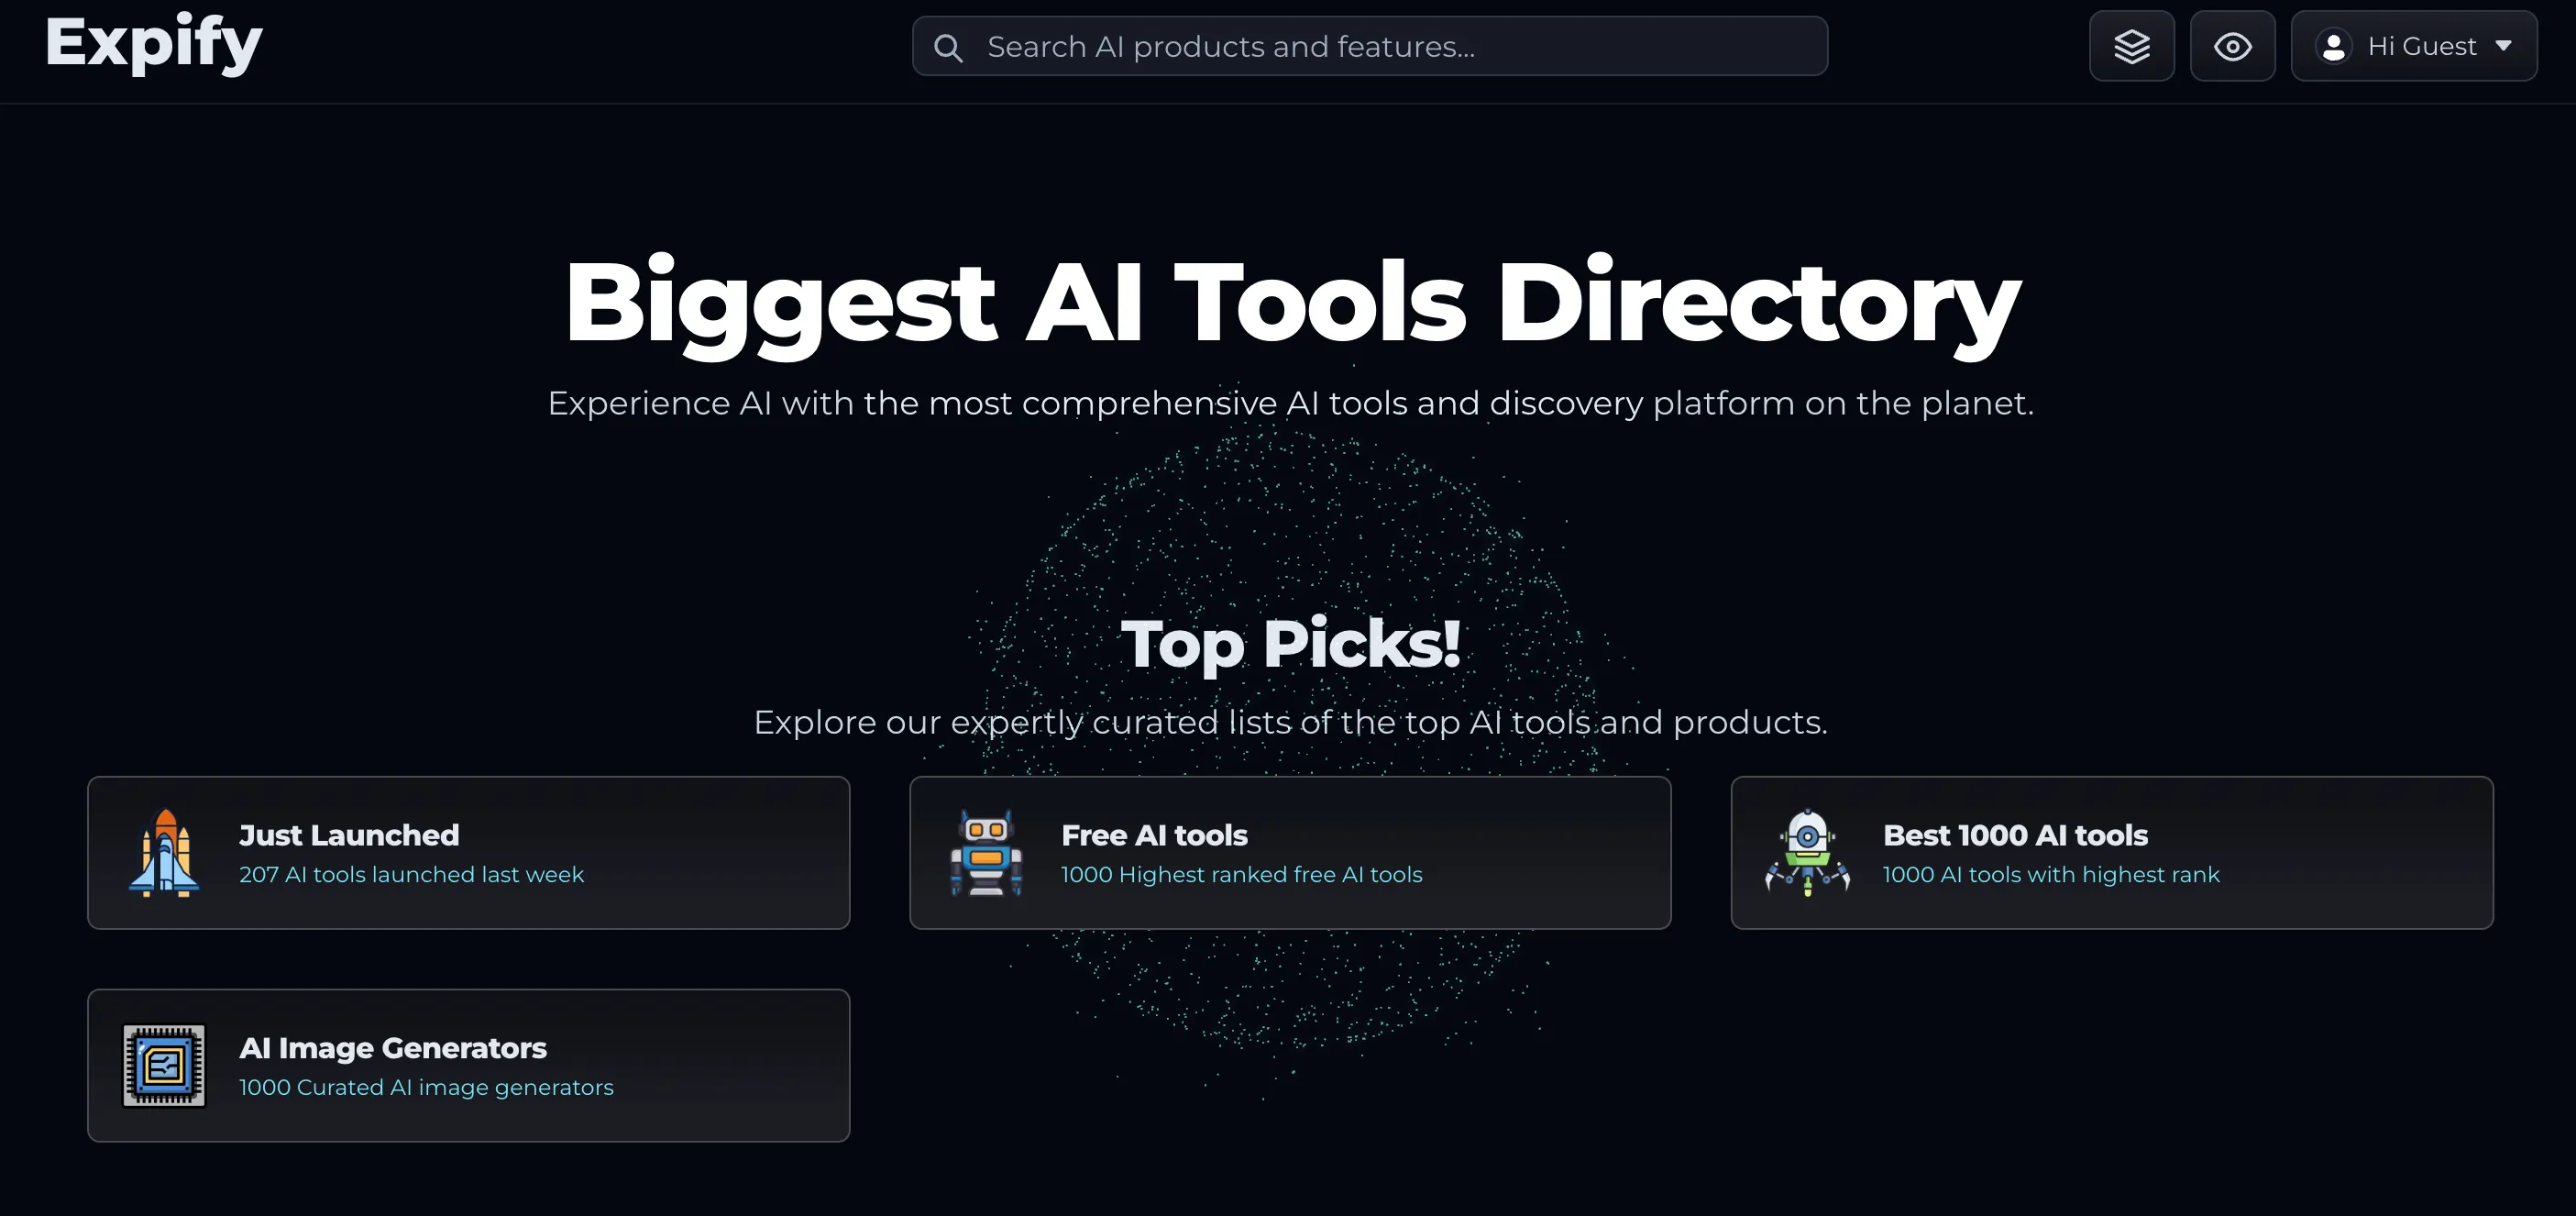 Expify
Search AI products and features...
Hi Guest
Biggest AI Tools Directory
Experience AI with the most comprehensive AI tools and discovery platform on the planet.
Top Picks!
Explore our expertly curated lists of the top AI tools and products.
Just Launched
207 AI tools launched last week
Free AI tools
1000 Highest ranked free AI tools
Best 1000 AI tools
1000 AI tools with highest rank
AI Image Generators
1000 Curated AI image generators